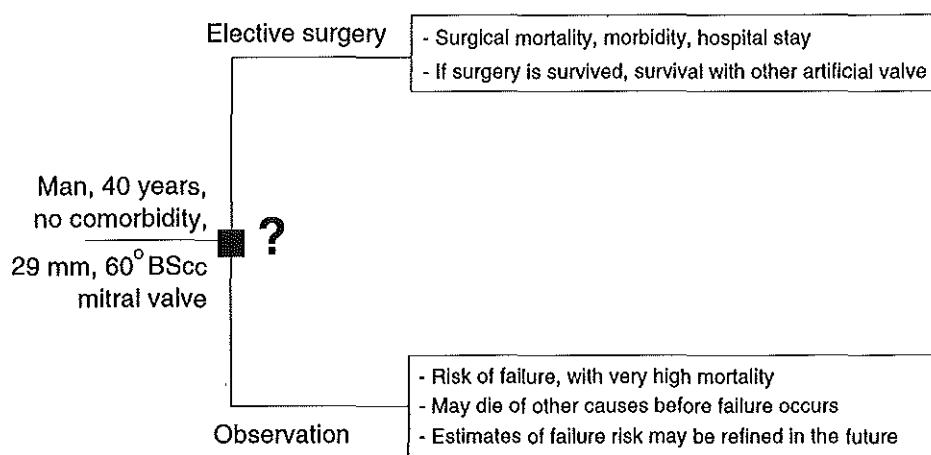 Elective surgery
- Surgical mortality, morbidity, hospital stay
- If surgery is survived, survival with other artificial valve
Man, 40 years,
no comorbidity,
?
29 mm, 60° BScc
mitral valve
- Risk of failure, with very high mortality
- May die of other causes before failure occurs
- Estimates of failure risk may be refined in the future
Observation